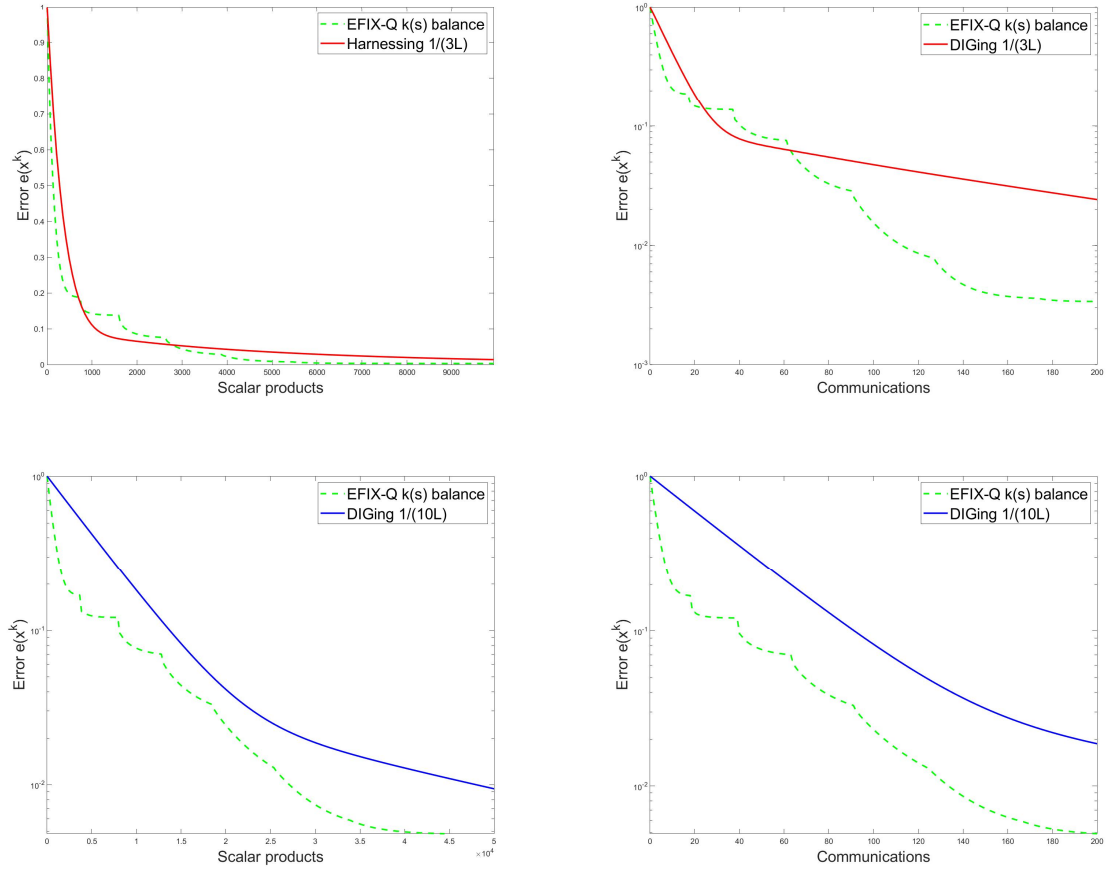 EFIX-Q k(s) balance
Harnessing 1/(3L)
1
0.9
0.8
0.7
0.6
0.5
0.4
0.3
0.2
0.1
0
Error e(x^k)
0 1000 2000 3000 4000 5000 6000 7000 8000 9000
Scalar products
EFIX-Q k(s) balance
DIGing 1/(3L)
10^0
10^-1
10^-2
10^-3
Error e(x^k)
0 20 40 60 80 100 120 140 160 180 200
Communications
EFIX-Q k(s) balance
DIGing 1/(10L)
10^0
10^-1
10^-2
Error e(x^k)
0 0.5 1 1.5 2 2.5 3 3.5 4 4.5 5
×10^4
Scalar products
EFIX-Q k(s) balance
DIGing 1/(10L)
10^0
10^-1
10^-2
Error e(x^k)
0 20 40 60 80 100 120 140 160 180 200
Communications